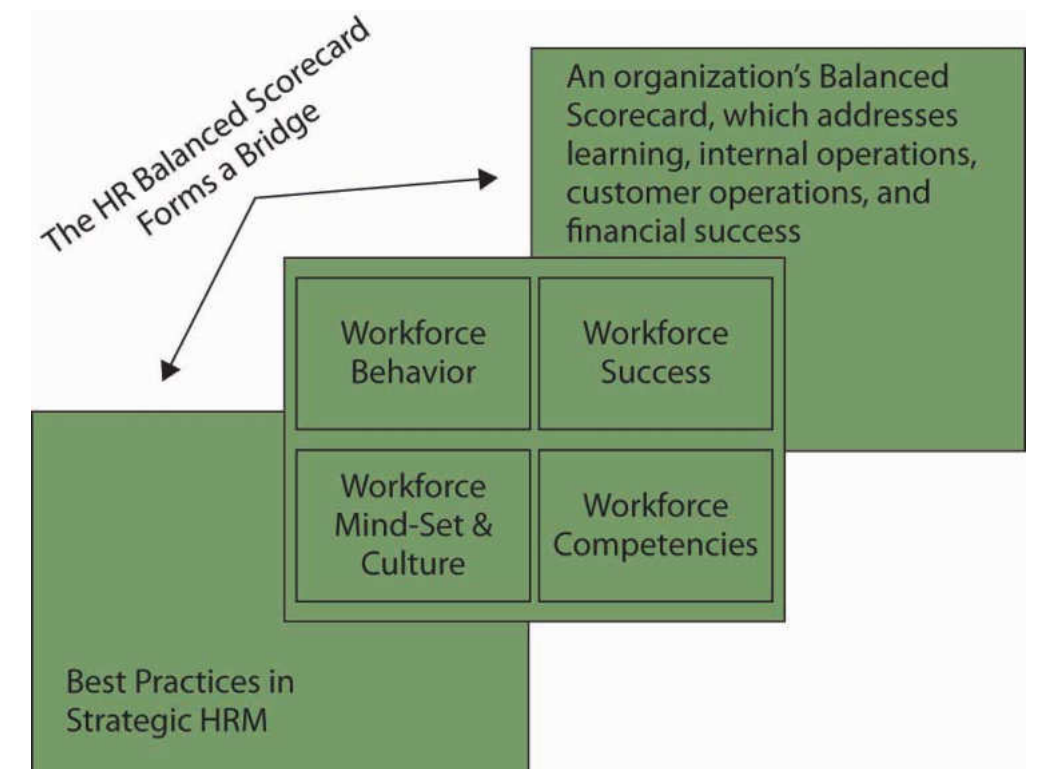 The HR Balanced Scorecard
Forms a Bridge
An organization's Balanced
Scorecard, which addresses
learning, internal operations,
customer operations, and
financial success
Workforce
Behavior
Workforce
Success
Workforce
Mind-Set &
Culture
Workforce
Competencies
Best Practices in
Strategic HRM